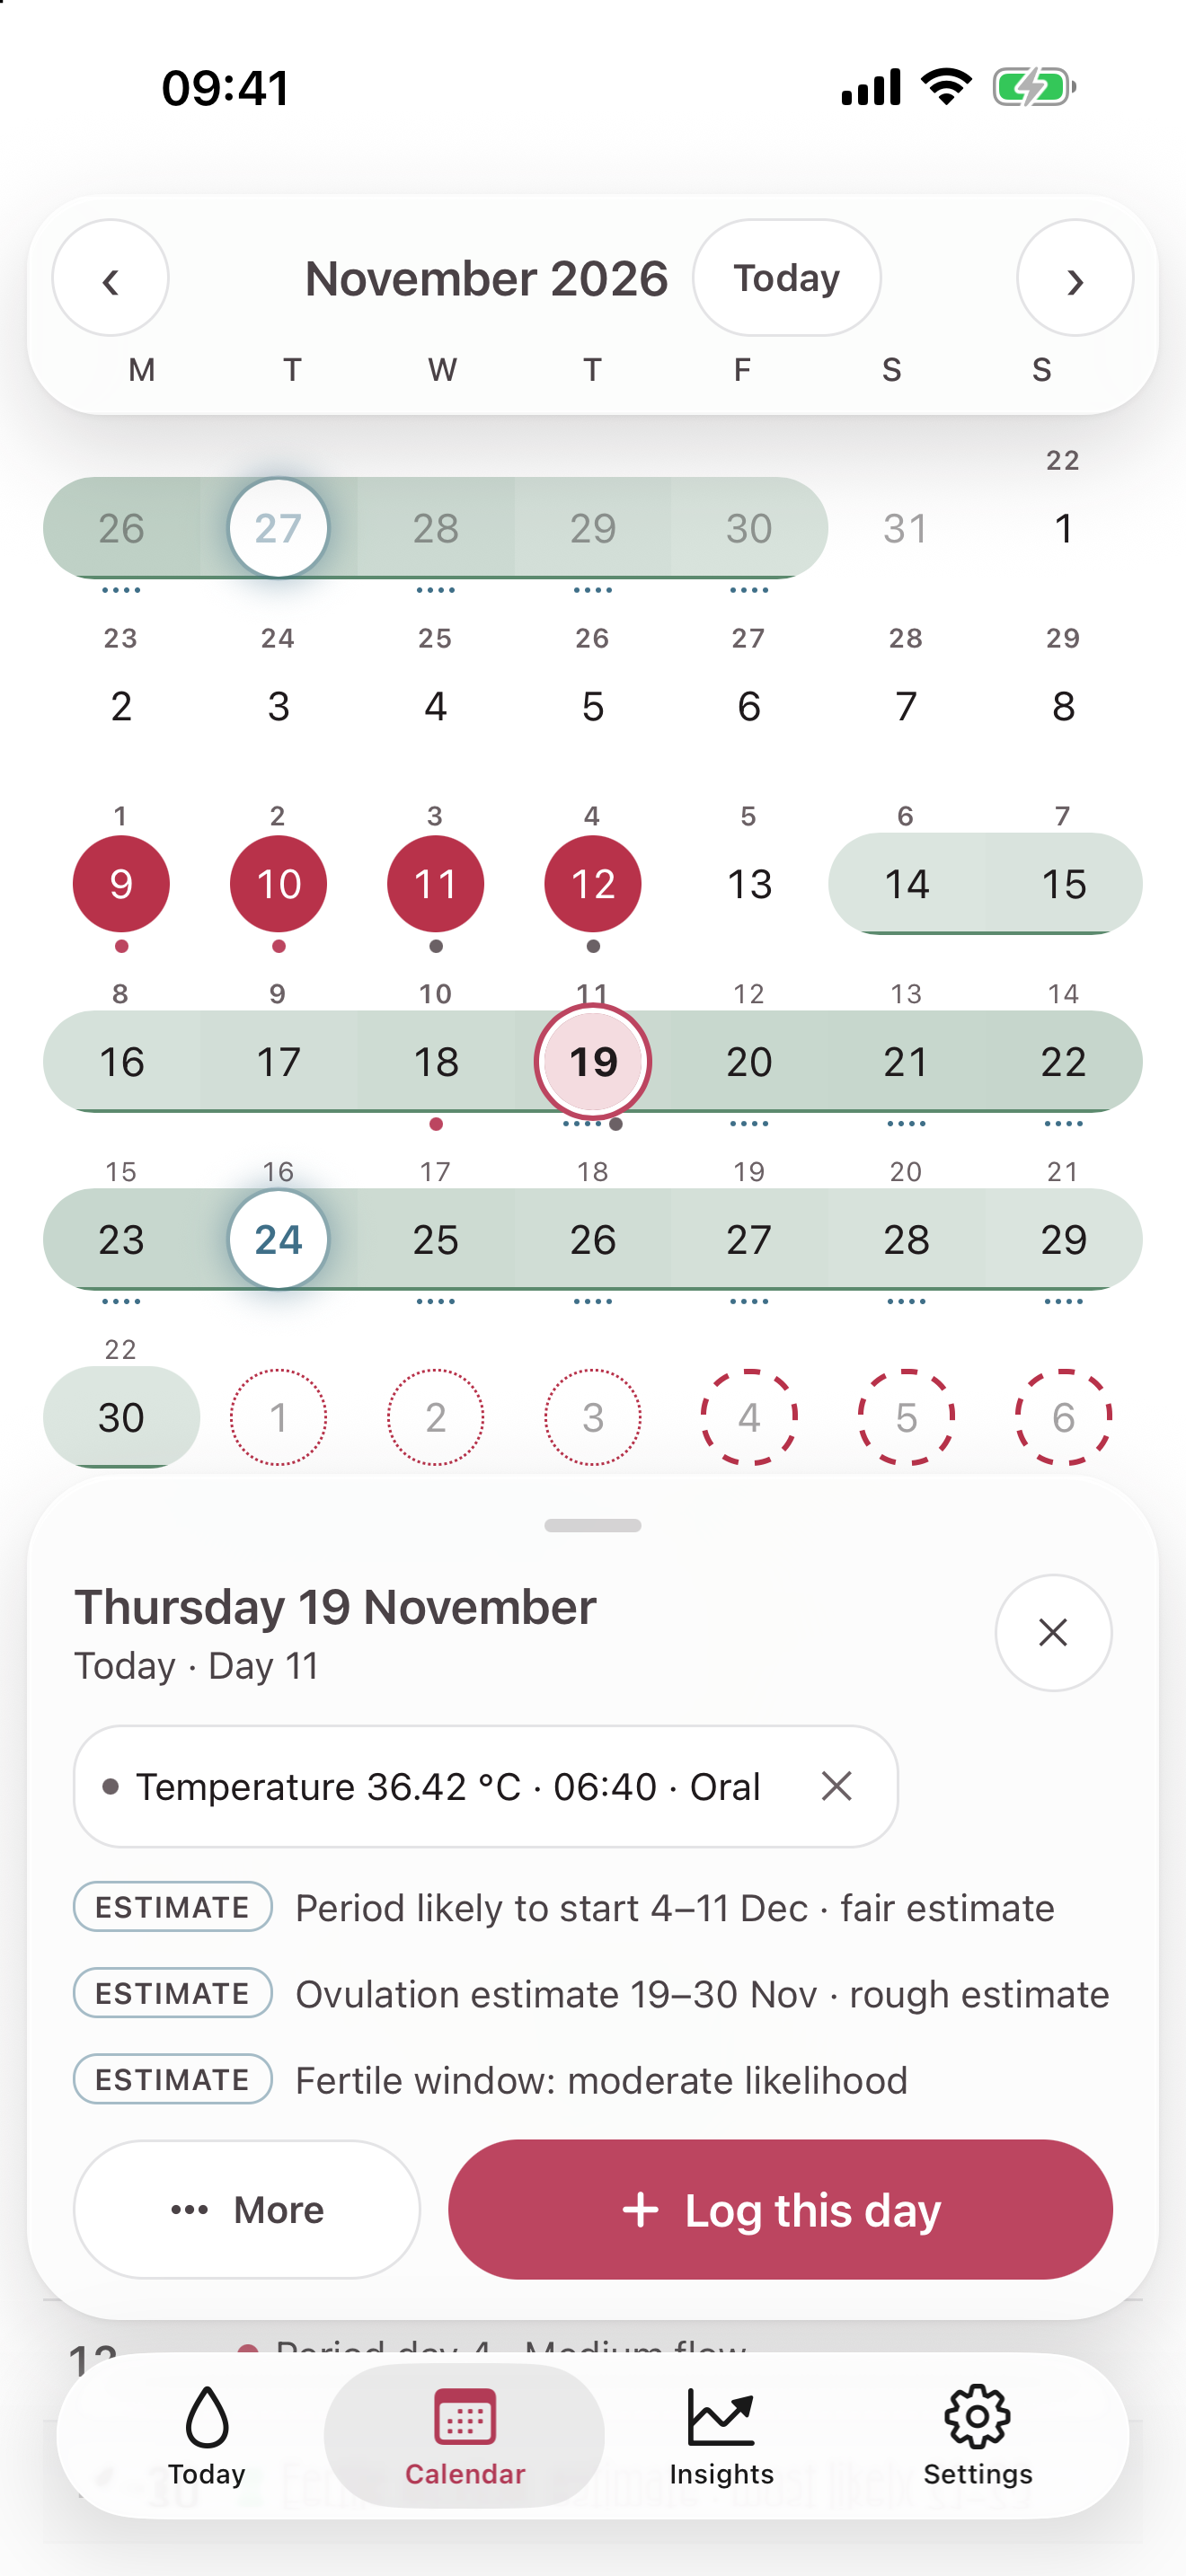 09:41
‹ November 2026 Today ›
M T W T F S S
22
26 27 28 29 30 31 1
23 24 25 26 27 28 29
2 3 4 5 6 7 8
1 2 3 4 5 6 7
9 10 11 12 13 14 15
8 9 10 11 12 13 14
16 17 18 19 20 21 22
15 16 17 18 19 20 21
23 24 25 26 27 28 29
22
30 1 2 3 4 5 6
Thursday 19 November
Today · Day 11
Temperature 36.42 °C · 06:40 · Oral
ESTIMATE Period likely to start 4–11 Dec · fair estimate
ESTIMATE Ovulation estimate 19–30 Nov · rough estimate
ESTIMATE Fertile window: moderate likelihood
More
+ Log this day
12 Period day 4 · Medium flow
Today Calendar Insights Settings